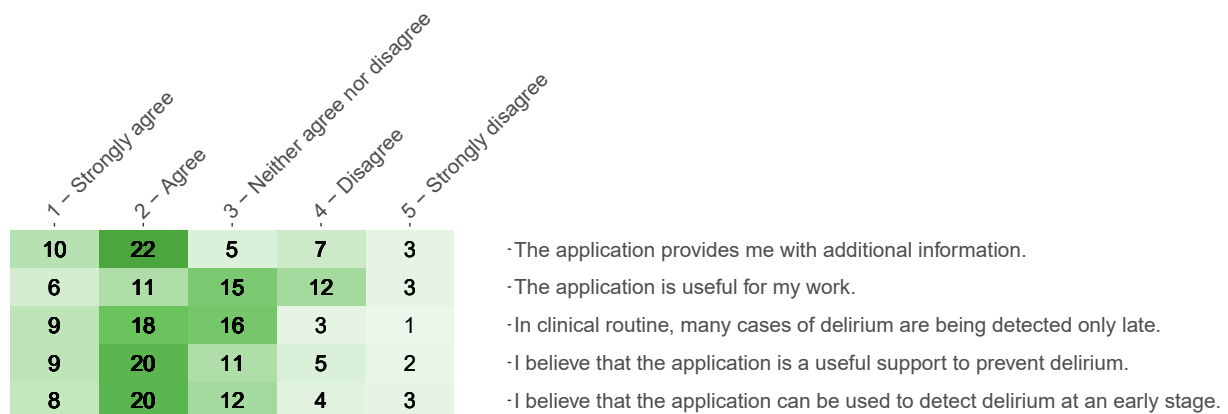 1 – Strongly agree
2 – Agree
3 – Neither agree nor disagree
4 – Disagree
5 – Strongly disagree
10 22 5 7 3 The application provides me with additional information.
6 11 15 12 3 The application is useful for my work.
9 18 16 3 1 In clinical routine, many cases of delirium are being detected only late.
9 20 11 5 2 I believe that the application is a useful support to prevent delirium.
8 20 12 4 3 I believe that the application can be used to detect delirium at an early stage.